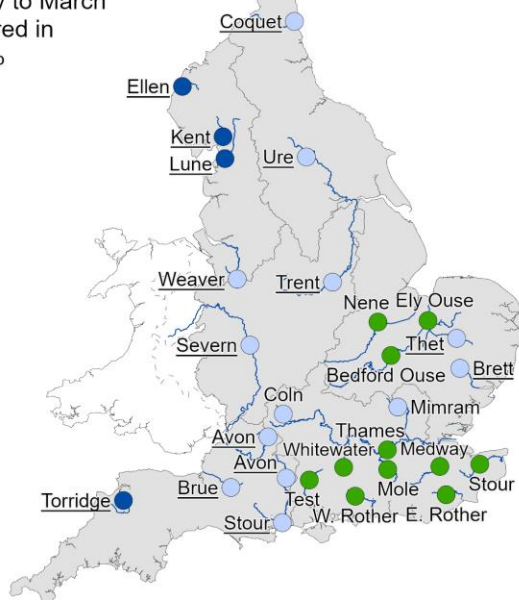 to March
red in
Coquet
Ellen
Kent
Lune
Ure
Weaver
Trent
Nene
Ely Ouse
Severn
Thet
Bedford Ouse
Brett
Coln
Mimram
Avon
Thames
Whitewater
Medway
Avon
Brue
Test
Mole
Stour
Torridge
W. Rother
E. Rother
Stour